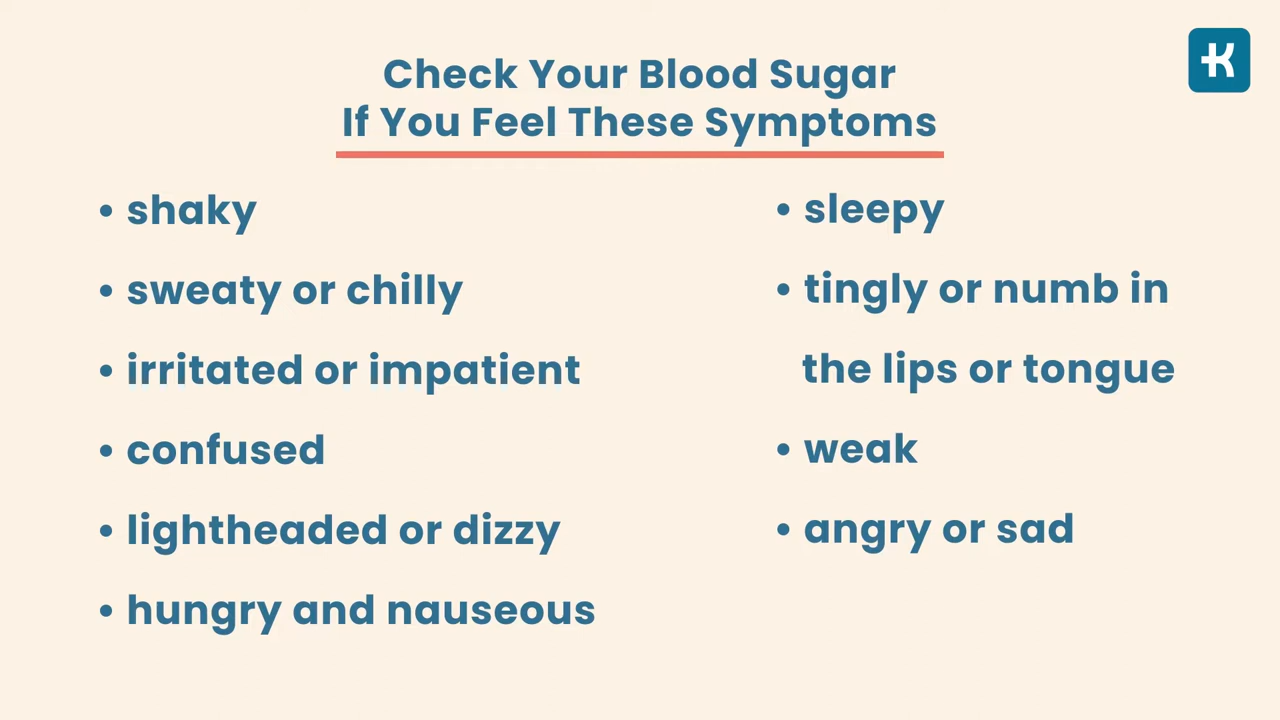 Check Your Blood Sugar
If You Feel These Symptoms
• shaky
• sweaty or chilly
• irritated or impatient
• confused
• lightheaded or dizzy
• hungry and nauseous
• sleepy
• tingly or numb in
the lips or tongue
• weak
• angry or sad
K